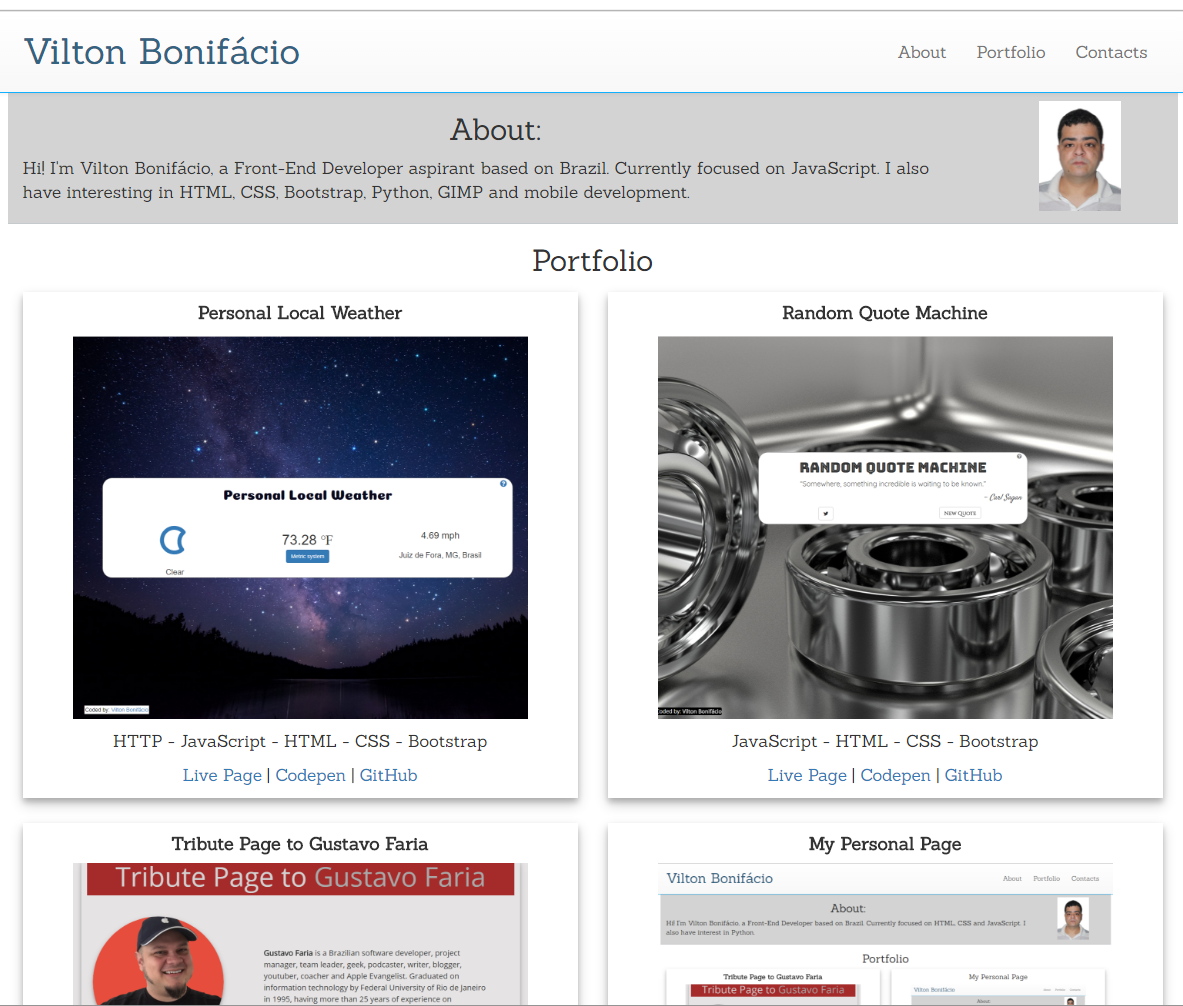 Vilton Bonifácio
About Portfolio Contacts
About:
Hi! I'm Vilton Bonifácio, a Front-End Developer aspirant based on Brazil. Currently focused on JavaScript. I also
have interesting in HTML, CSS, Bootstrap, Python, GIMP and mobile development.
Portfolio
Personal Local Weather
Personal Local Weather
73.28 °F
Metric system
4.69 mph
Juiz de Fora, MG, Brasil
Clear
Coded by: Vilton Bonifácio
HTTP - JavaScript - HTML - CSS - Bootstrap
Live Page | Codepen | GitHub
Random Quote Machine
RANDOM QUOTE MACHINE
"Somewhere, something incredible is waiting to be known."
- Carl Sagan
NEW QUOTE
Coded by: Vilton Bonifácio
JavaScript - HTML - CSS - Bootstrap
Live Page | Codepen | GitHub
Tribute Page to Gustavo Faria
Tribute Page to Gustavo Faria
Gustavo Faria is a Brazilian software developer, project
manager, team leader, geek, podcaster, writer, blogger,
youtuber, coacher and Apple Evangelist. Graduated on
information technology by Federal University of Rio de Janeiro
in 1995, having more than 25 years of experience on
My Personal Page
Vilton Bonifácio
About Portfolio Contacts
About:
Hi! I'm Vilton Bonifácio, a Front-End Developer based on Brazil. Currently focused on HTML, CSS and JavaScript. I
also have interest in Python.
Portfolio
Tribute Page to Gustavo Faria
Tribute Page to Gustavo Faria
My Personal Page
Vilton Bonifácio
About